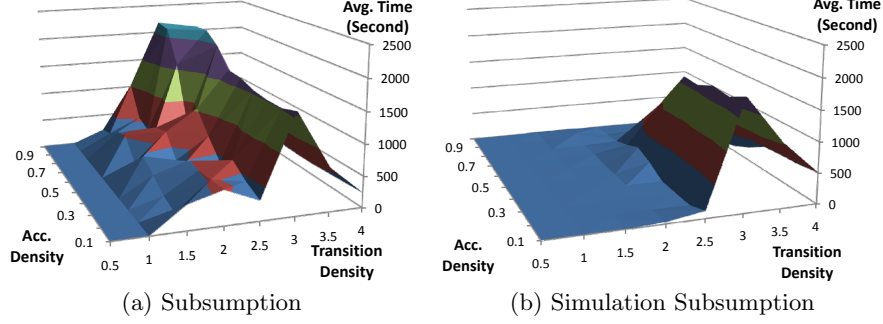 Avg. Time
(Second)
2500
2000
1500
1000
500
0
0.9
0.7
0.5
0.3
0.1
Acc.
Density
0.5
1
1.5
2
2.5
3
3.5
4
Transition
Density
(a) Subsumption
Avg. Time
(Second)
2500
2000
1500
1000
500
0
0.9
0.7
0.5
0.3
0.1
Acc.
Density
0.5
1
1.5
2
2.5
3
3.5
4
Transition
Density
(b) Simulation Subsumption